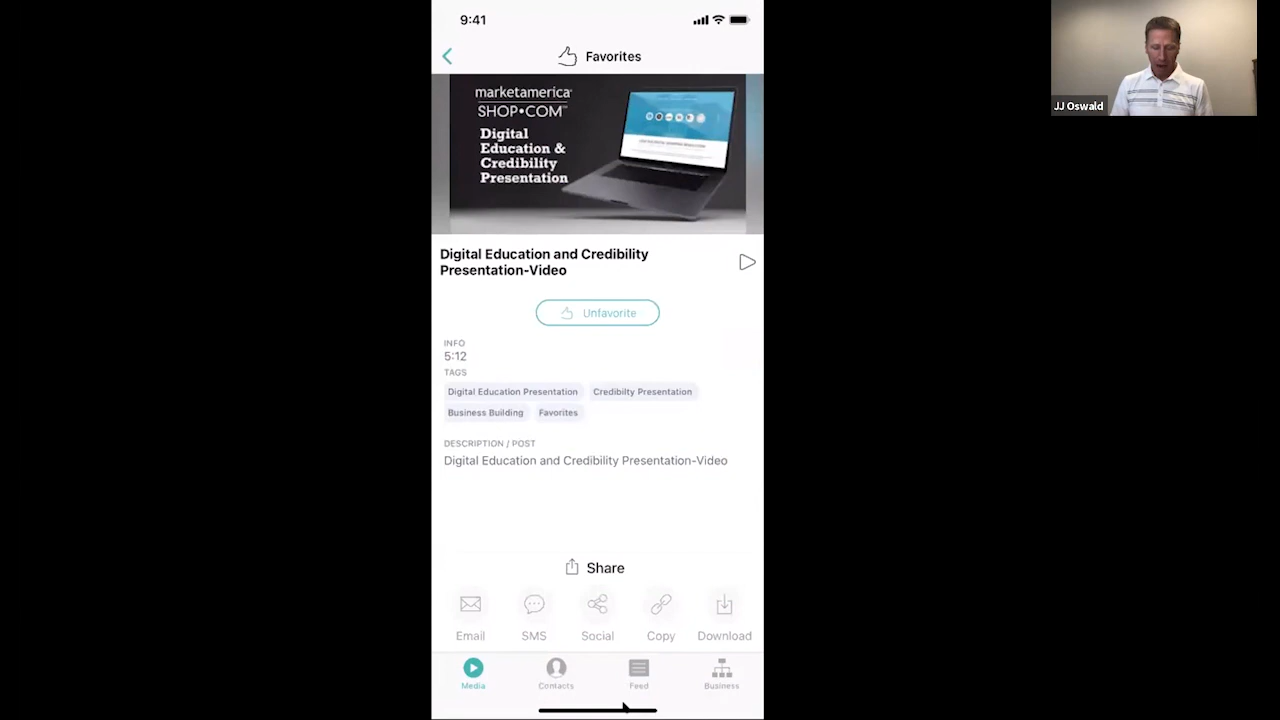 9:41
Favorites
marketamerica
SHOP•COM
Digital
Education &
Credibility
Presentation
Digital Education and Credibility
Presentation-Video
Unfavorite
INFO
5:12
TAGS
Digital Education Presentation
Credibilty Presentation
Business Building
Favorites
DESCRIPTION / POST
Digital Education and Credibility Presentation-Video
Share
Email
SMS
Social
Copy
Download
Media
Contacts
Feed
Business
JJ Oswald